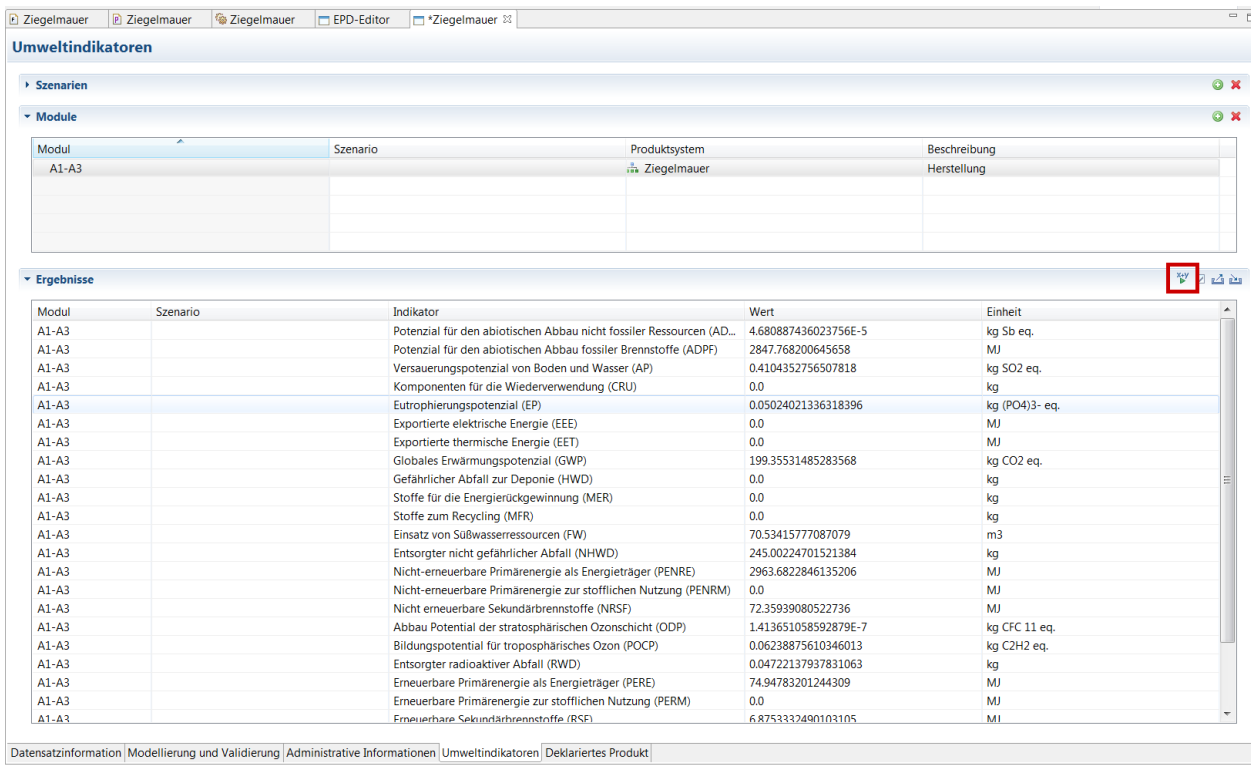 Ziegelmauer Ziegelmauer Ziegelmauer EPD-Editor *Ziegelmauer
Umweltindikatoren
Szenarien
Module
Modul Szenario Produktsystem Beschreibung
A1-A3 Ziegelmauer Herstellung
Ergebnisse x+y
Modul Szenario Indikator Wert Einheit
A1-A3 Potenzial für den abiotischen Abbau nicht fossiler Ressourcen (AD... 4.680887436023756E-5 kg Sb eq.
A1-A3 Potenzial für den abiotischen Abbau fossiler Brennstoffe (ADPF) 2847.768200645658 MJ
A1-A3 Versauerungspotenzial von Boden und Wasser (AP) 0.4104352756507818 kg SO2 eq.
A1-A3 Komponenten für die Wiederverwendung (CRU) 0.0 kg
A1-A3 Eutrophierungspotenzial (EP) 0.05024021336318396 kg (PO4)3- eq.
A1-A3 Exportierte elektrische Energie (EEE) 0.0 MJ
A1-A3 Exportierte thermische Energie (EET) 0.0 MJ
A1-A3 Globales Erwärmungspotenzial (GWP) 199.35531485283568 kg CO2 eq.
A1-A3 Gefährlicher Abfall zur Deponie (HWD) 0.0 kg
A1-A3 Stoffe für die Energierückgewinnung (MER) 0.0 kg
A1-A3 Stoffe zum Recycling (MFR) 0.0 kg
A1-A3 Einsatz von Süßwasserressourcen (FW) 70.53415777087079 m3
A1-A3 Entsorgter nicht gefährlicher Abfall (NHWD) 245.00224701521384 kg
A1-A3 Nicht-erneuerbare Primärenergie als Energieträger (PENRE) 2963.6822846135206 MJ
A1-A3 Nicht-erneuerbare Primärenergie zur stofflichen Nutzung (PENRM) 0.0 MJ
A1-A3 Nicht erneuerbare Sekundärbrennstoffe (NRSF) 72.35939080522736 MJ
A1-A3 Abbau Potential der stratosphärischen Ozonschicht (ODP) 1.413651058592879E-7 kg CFC 11 eq.
A1-A3 Bildungspotential für troposphärisches Ozon (POCP) 0.06238875610346013 kg C2H2 eq.
A1-A3 Entsorgter radioaktiver Abfall (RWD) 0.04722137937831063 kg
A1-A3 Erneuerbare Primärenergie als Energieträger (PERE) 74.94783201244309 MJ
A1-A3 Erneuerbare Primärenergie zur stofflichen Nutzung (PERM) 0.0 MJ
A1-A3 Erneuerbare Sekundärbrennstoffe (RSF) 6.8753332490103105 MJ
Datensatzinformation Modellierung und Validierung Administrative Informationen Umweltindikatoren Deklariertes Produkt